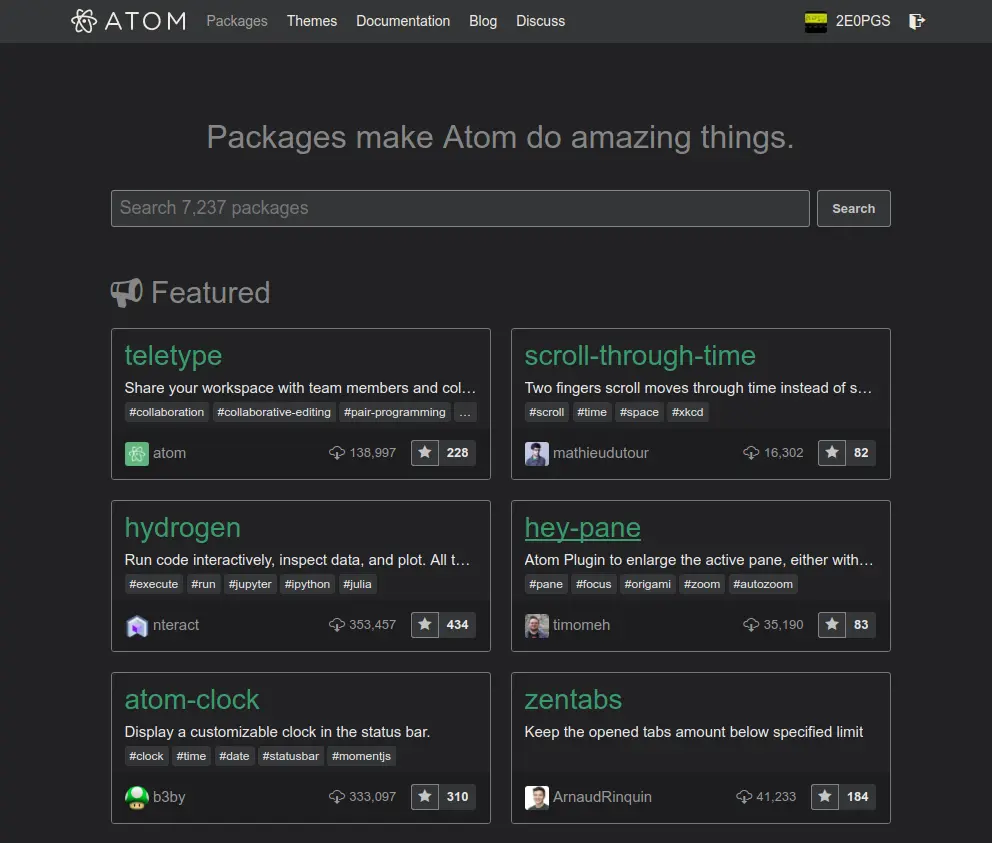 ATOM Packages Themes Documentation Blog Discuss 2E0PGS
Packages make Atom do amazing things.
Search 7,237 packages Search
Featured
teletype
Share your workspace with team members and col…
#collaboration #collaborative-editing #pair-programming …
atom 138,997 228
scroll-through-time
Two fingers scroll moves through time instead of s…
#scroll #time #space #xkcd
mathieudutour 16,302 82
hydrogen
Run code interactively, inspect data, and plot. All t…
#execute #run #jupyter #ipython #julia
nteract 353,457 434
hey-pane
Atom Plugin to enlarge the active pane, either with…
#pane #focus #origami #zoom #autozoom
timomeh 35,190 83
atom-clock
Display a customizable clock in the status bar.
#clock #time #date #statusbar #momentjs
b3by 333,097 310
zentabs
Keep the opened tabs amount below specified limit
ArnaudRinquin 41,233 184